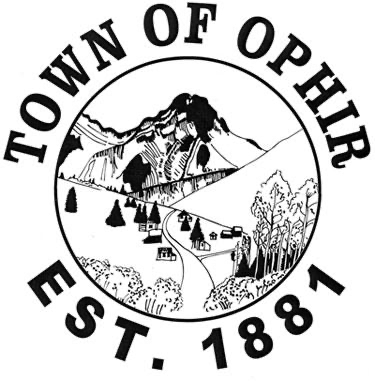 TOWN OF OPHIR
EST. 1881